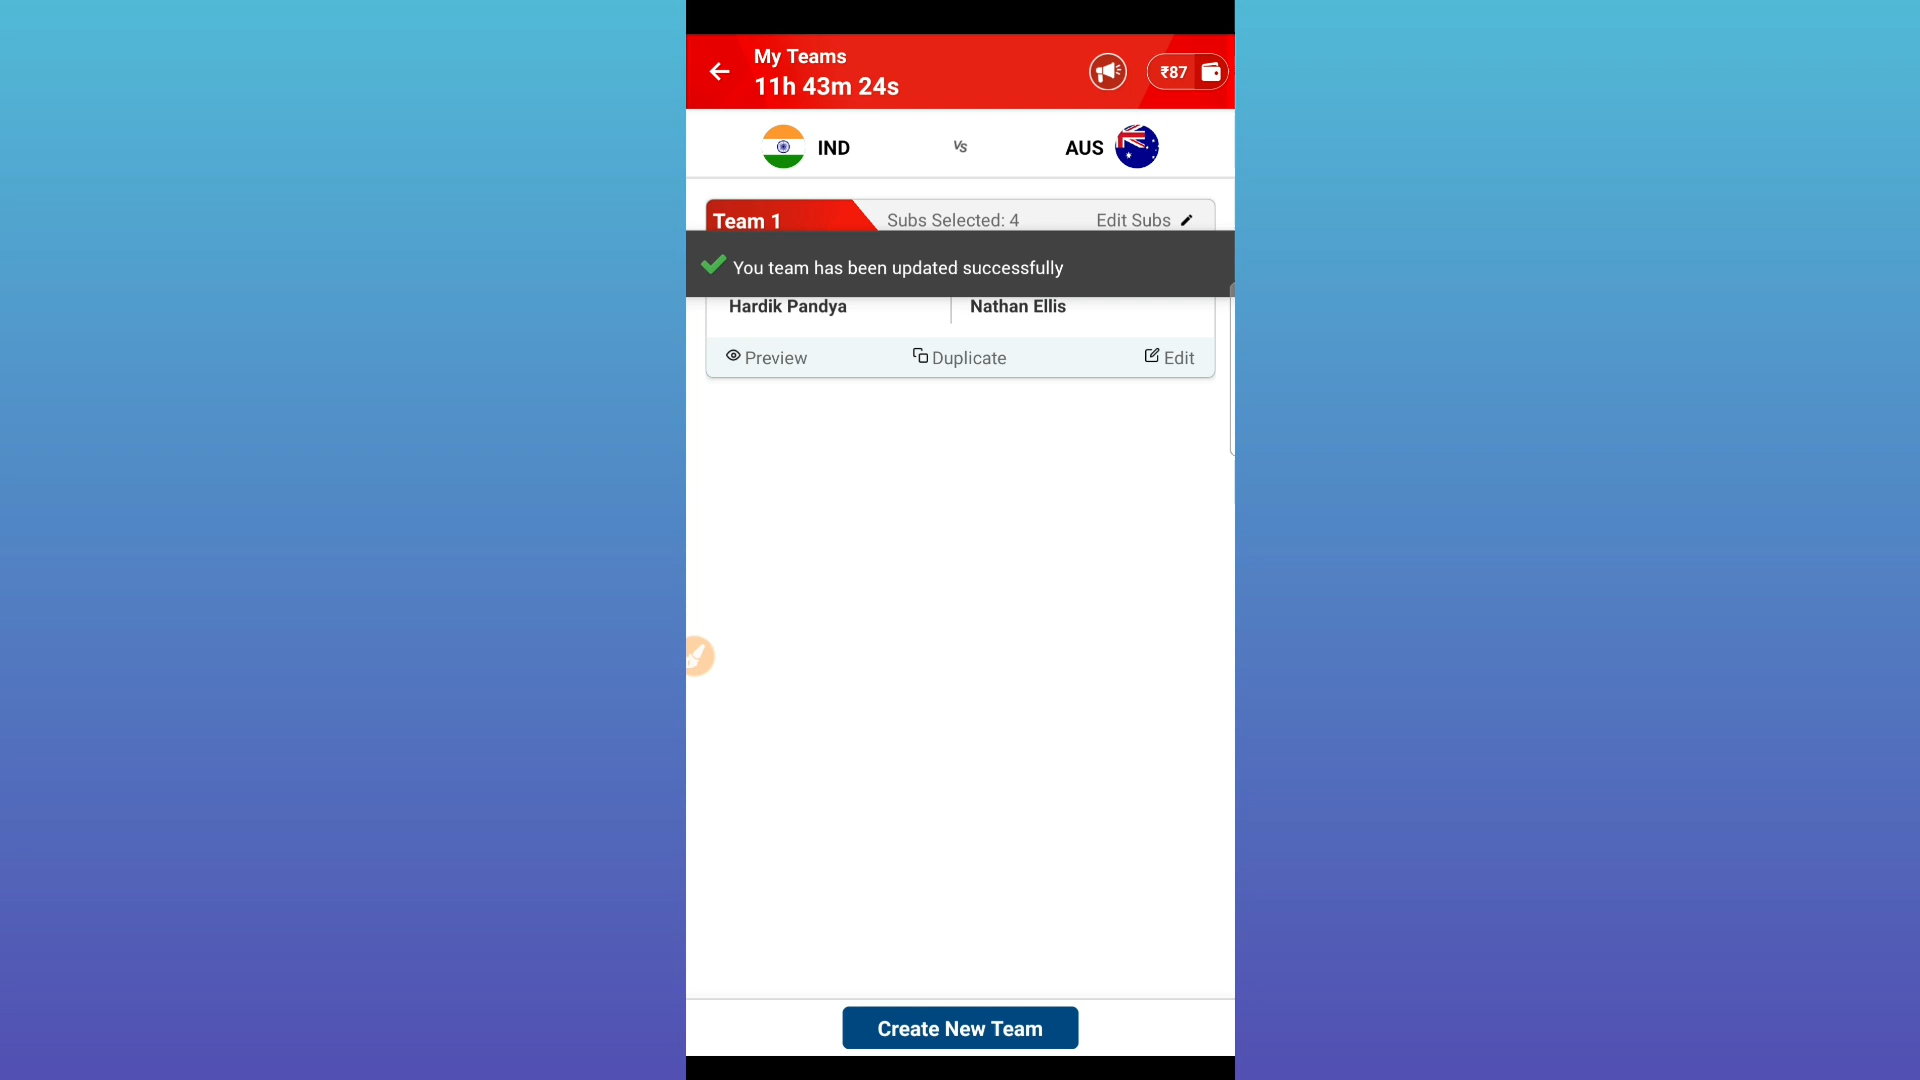 My Teams
11h 43m 24s
₹87
IND
Vs
AUS
Team 1
Subs Selected: 4
Edit Subs
You team has been updated successfully
Hardik Pandya
Nathan Ellis
Preview
Duplicate
Edit
Create New Team